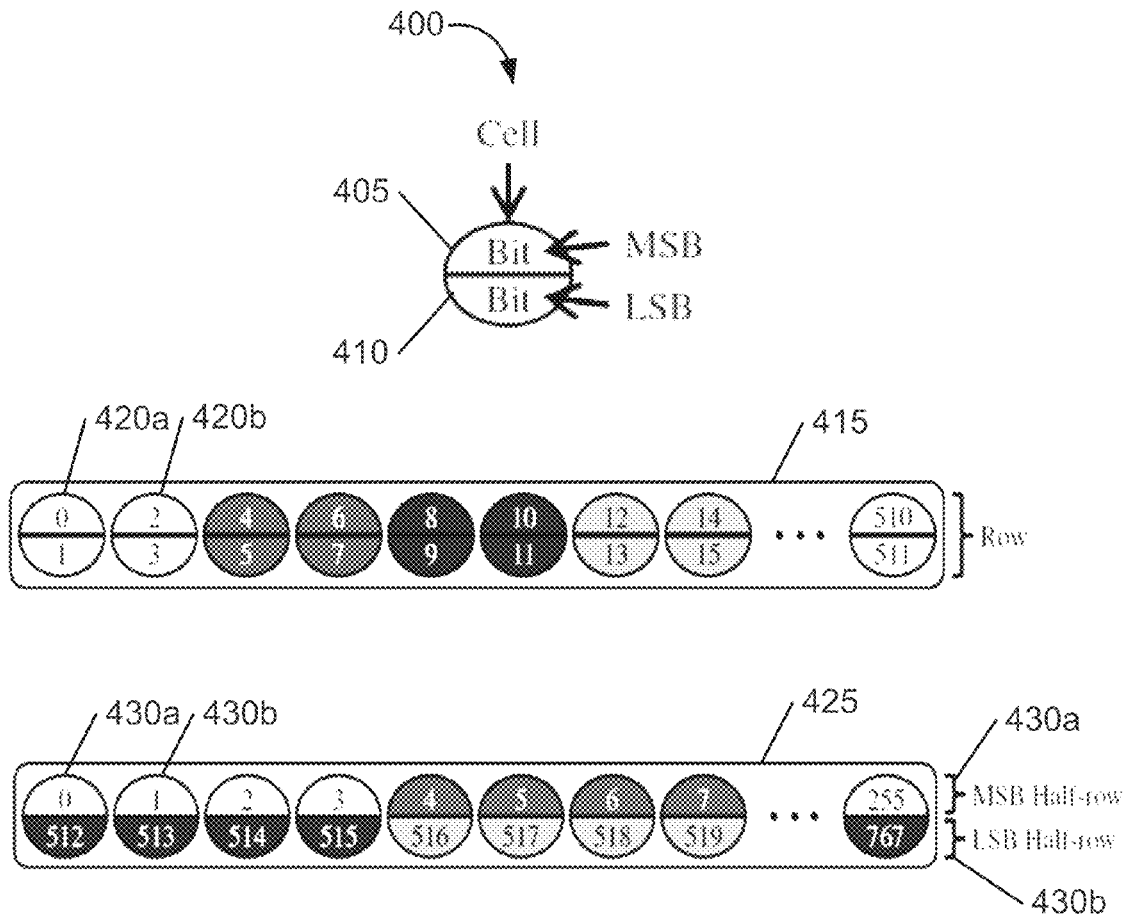 400
Cell
405
Bit
MSB
Bit
LSB
410
420a 420b 415
0 2 4 6 8 10 12 14 ... 510
1 3 5 7 9 11 13 15 511
Row
430a 430b 425 430a
0 1 2 3 4 5 6 7 ... 255
MSB Half-row
512 513 514 515 516 517 518 519 767
LSB Half-row
430b